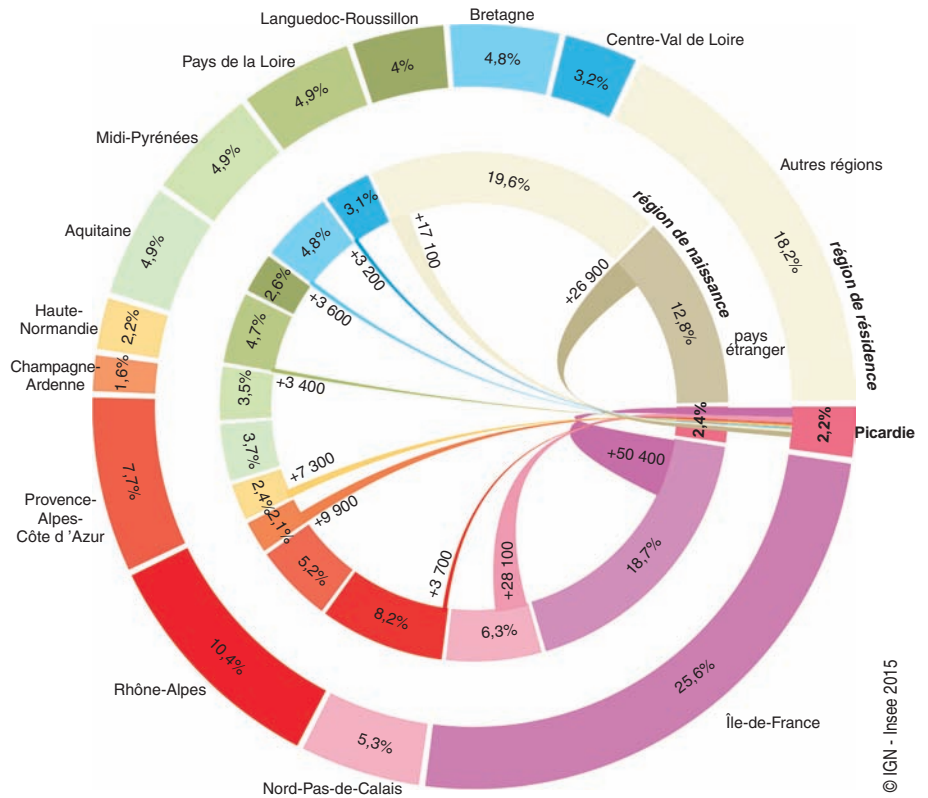 Languedoc-Roussillon
Bretagne
Centre-Val de Loire
Pays de la Loire
Midi-Pyrénées
Aquitaine
Haute-
Normandie
Champagne-
Ardenne
Provence-
Alpes-
Côte d 'Azur
Rhône-Alpes
Nord-Pas-de-Calais
Île-de-France
Picardie
Autres régions
région de résidence
région de naissance
pays
étranger
4%
4,8%
3,2%
18,2%
2,2%
25,6%
5,3%
10,4%
7,7%
1,6%
2,2%
4,9%
4,9%
4,9%
19,6%
12,8%
2,4%
18,7%
6,3%
8,2%
5,2%
2,1%
2,4%
3,7%
3,5%
4,7%
2,6%
4,8%
3,1%
+17 100
+26 900
+50 400
+28 100
+3 700
+9 900
+7 300
+3 400
+3 600
+3 200
© IGN - Insee 2015